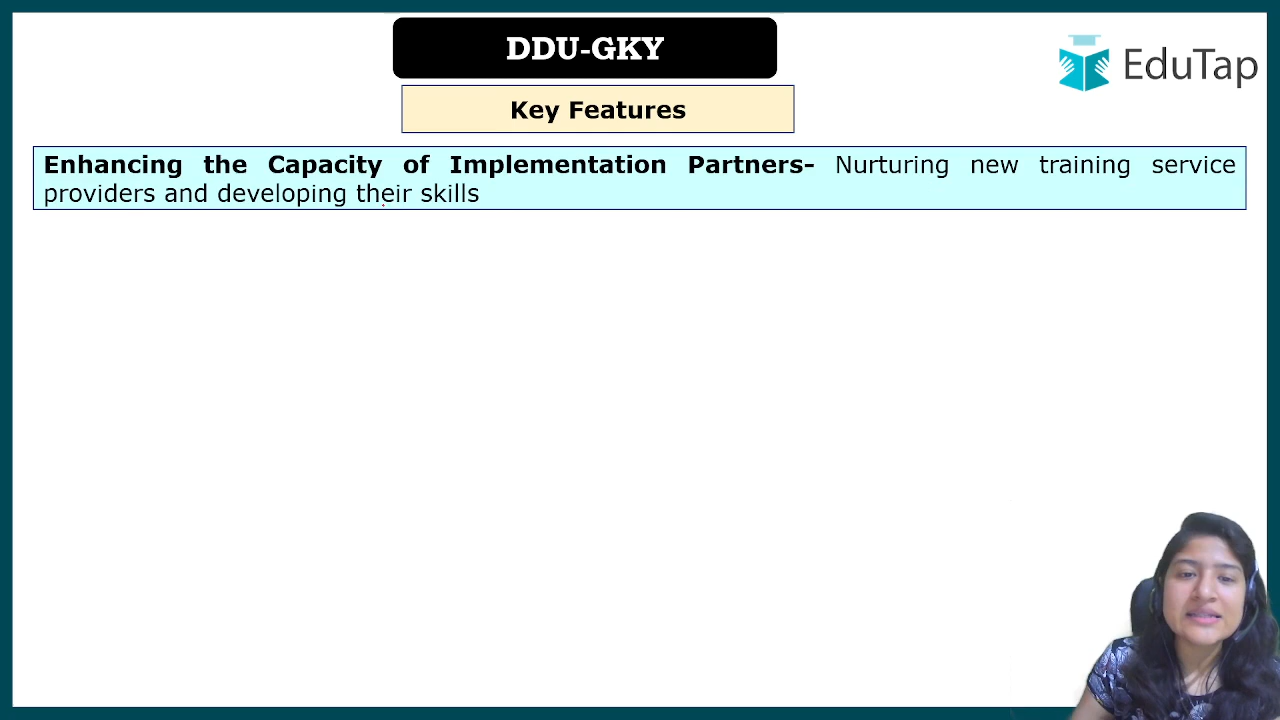 DDU-GKY
EduTap
Key Features
Enhancing the Capacity of Implementation Partners- Nurturing new training service
providers and developing their skills